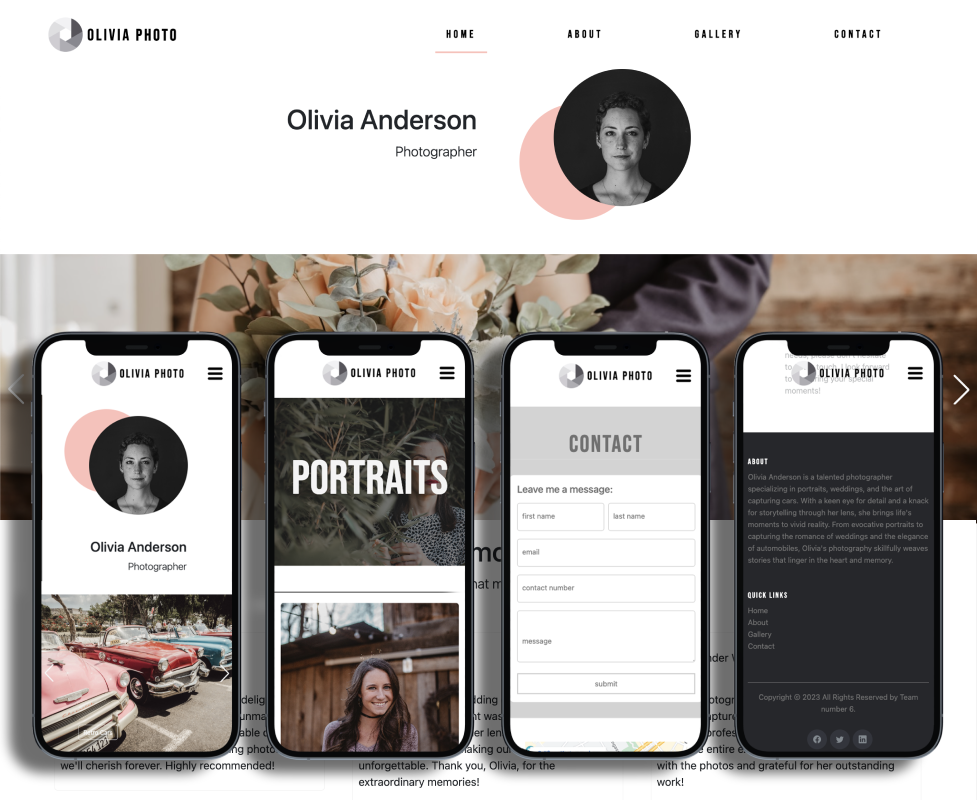 OLIVIA PHOTO
HOME
ABOUT
GALLERY
CONTACT
Olivia Anderson
Photographer
OLIVIA PHOTO
Olivia Anderson
Photographer
OLIVIA PHOTO
PORTRAITS
OLIVIA PHOTO
CONTACT
Leave me a message:
first name
last name
email
contact number
message
submit
OLIVIA PHOTO
moments!
ABOUT
Olivia Anderson is a talented photographer
specializing in portraits, weddings, and the art of
capturing cars. With a keen eye for detail and a knack
for storytelling through her lens, she brings life's
moments to vivid reality. From evocative portraits to
capturing the romance of weddings and the elegance
of automobiles, Olivia's photography skillfully weaves
stories that linger in the heart and memory.
QUICK LINKS
Home
About
Gallery
Contact
Copyright © 2023 All Rights Reserved by Team
number 6.
we'll cherish forever. Highly recommended!
unforgettable. Thank you, Olivia, for the
extraordinary memories!
with the photos and grateful for her outstanding
work!